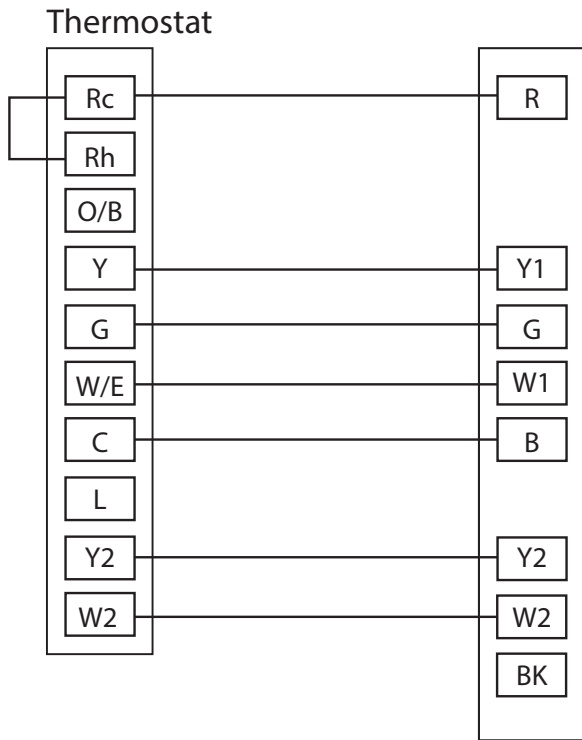 Thermostat
Rc R
Rh
O/B
Y Y1
G G
W/E W1
C B
L
Y2 Y2
W2 W2
BK